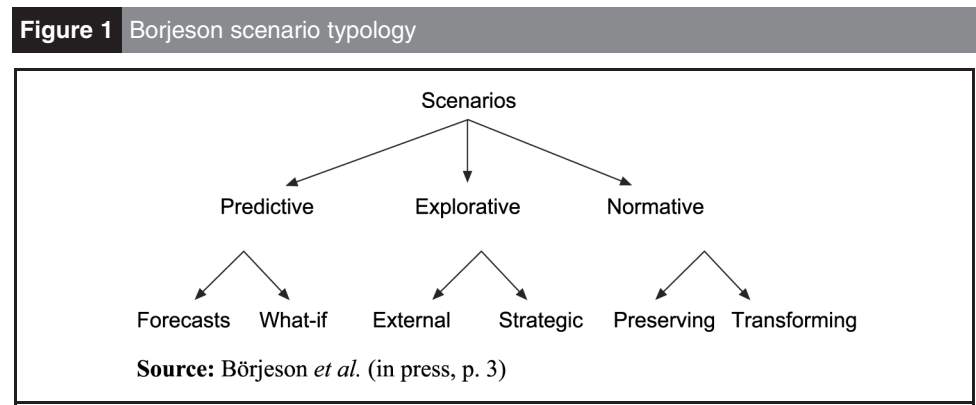 Figure 1 Borjeson scenario typology
Scenarios
Predictive Explorative Normative
Forecasts What-if External Strategic Preserving Transforming
Source: Börjeson et al. (in press, p. 3)